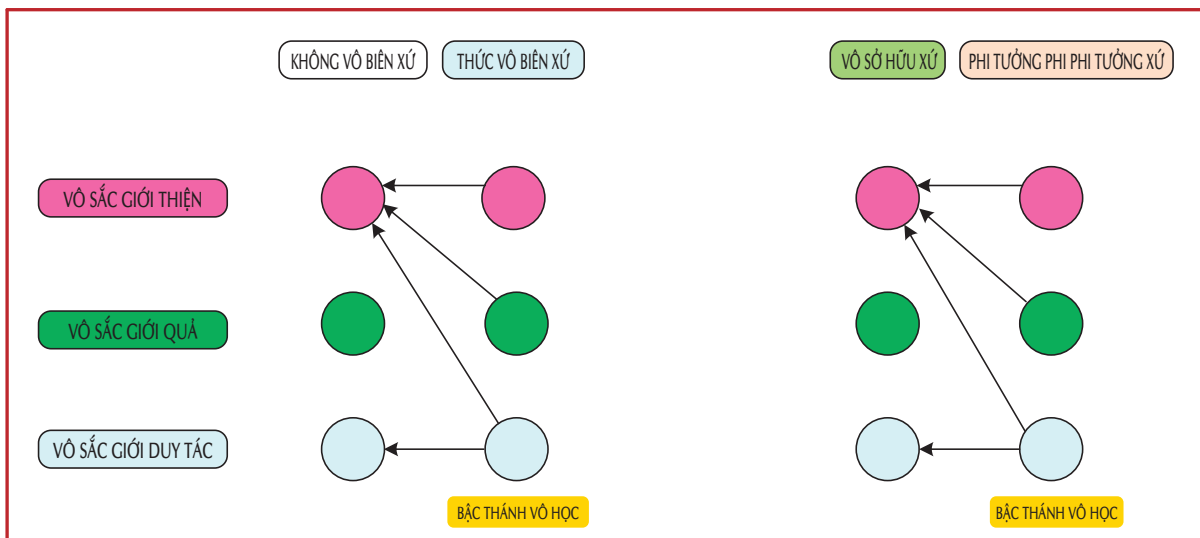 KHÔNG VÔ BIÊN XỨ
THỨC VÔ BIÊN XỨ
VÔ SỞ HỮU XỨ
PHI TƯỞNG PHI PHI TƯỞNG XỨ
VÔ SẮC GIỚI THIỆN
VÔ SẮC GIỚI QUẢ
VÔ SẮC GIỚI DUY TÁC
BẬC THÁNH VÔ HỌC
BẬC THÁNH VÔ HỌC